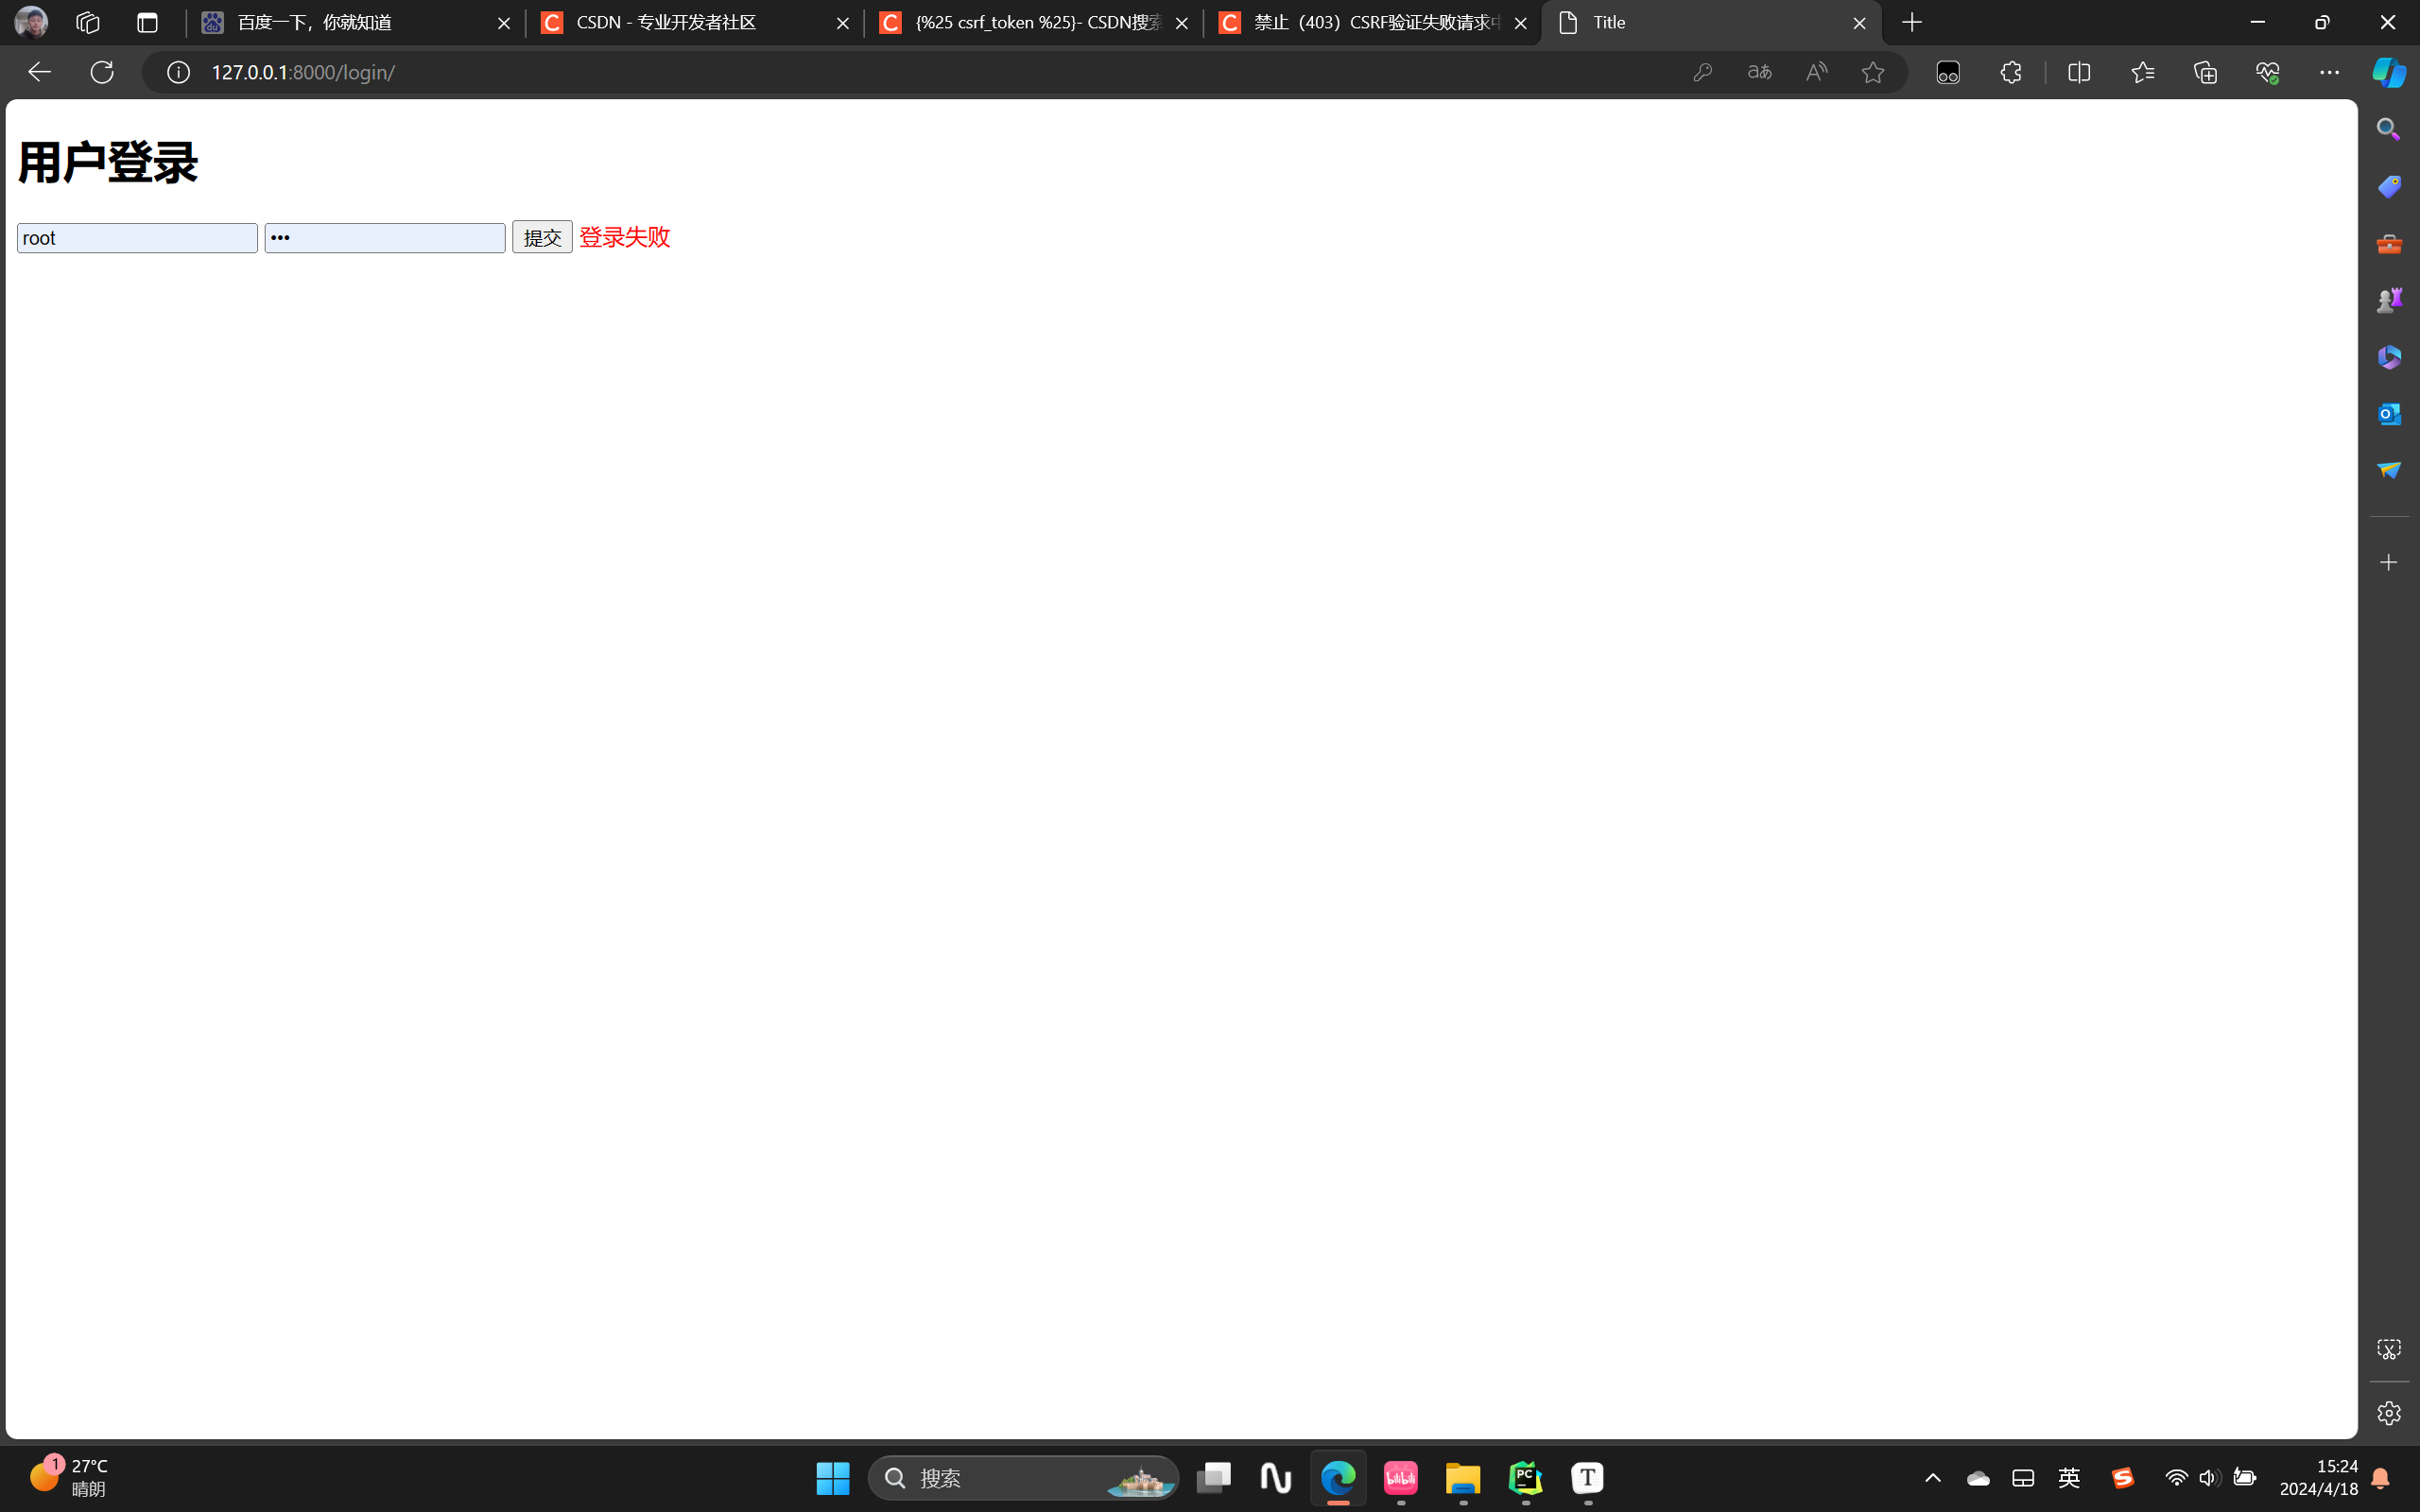 百度一下，你就知道
CSDN - 专业开发者社区
{%25 csrf_token %25}- CSDN搜索
禁止（403）CSRF验证失败请求中
Title
127.0.0.1:8000/login/
用户登录
root
提交 登录失败
1
27°C
晴朗
搜索
bilibili
PC
T
英
15:24
2024/4/18